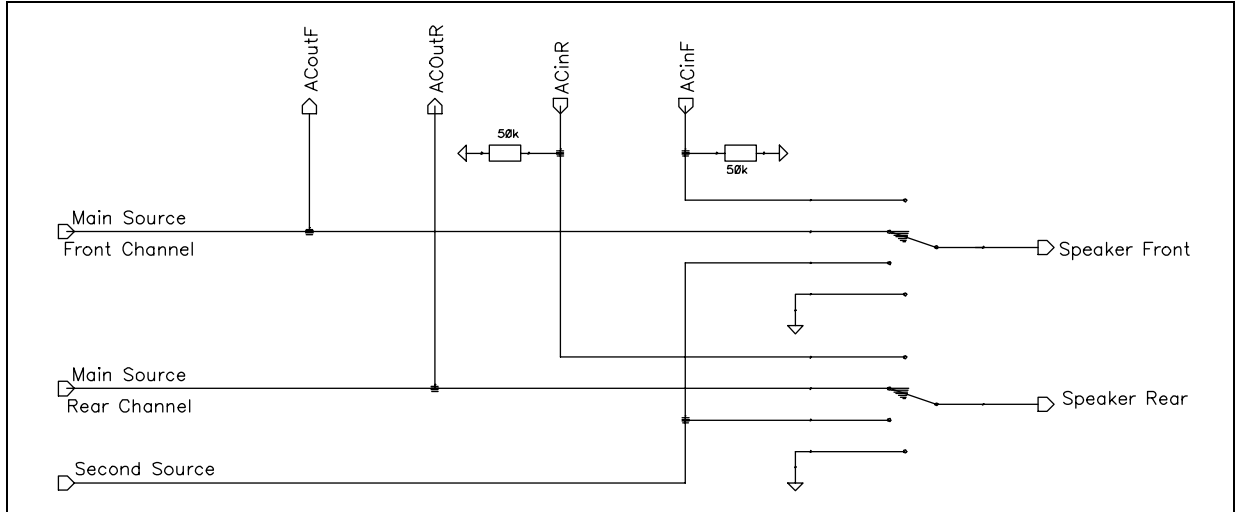 ACoutF
ACOutR
ACinR
ACinF
50k
50k
Main Source
Front Channel
Speaker Front
Main Source
Rear Channel
Speaker Rear
Second Source